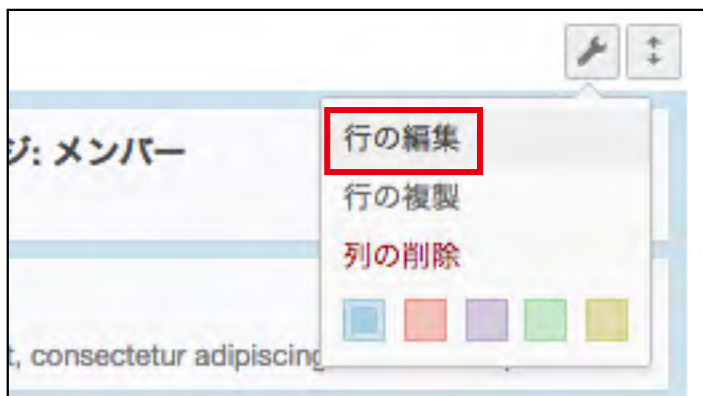 ジ: メンバー
行の編集
行の複製
列の削除
t, consectetur adipiscing